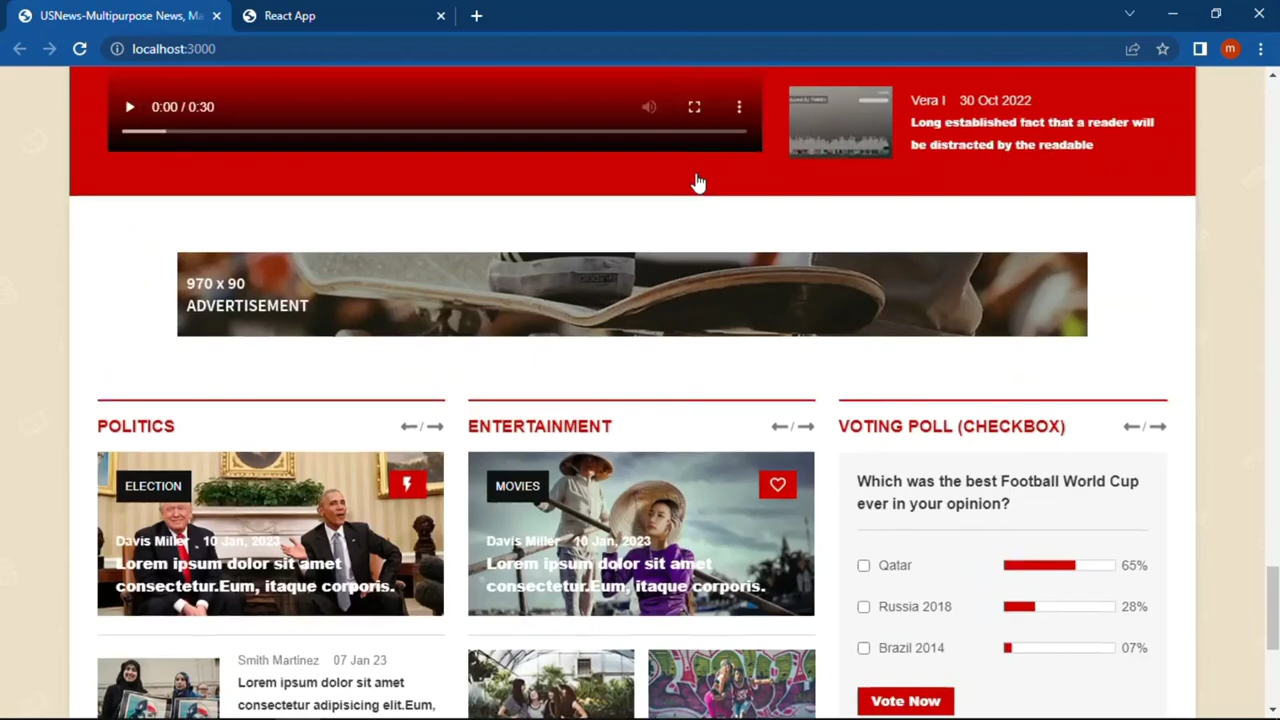 USNews-Multipurpose News, Ma
React App
localhost:3000
m
0:00 / 0:30
Vera I 30 Oct 2022
Long established fact that a reader will
be distracted by the readable
970 x 90
ADVERTISEMENT
POLITICS
/
ELECTION
Davis Miller 10 Jan, 2023
Lorem ipsum dolor sit amet
consectetur.Eum, itaque corporis.
Smith Martinez 07 Jan 23
Lorem ipsum dolor sit amet
consectetur adipisicing elit.Eum,
ENTERTAINMENT
/
MOVIES
Davis Miller 10 Jan, 2023
Lorem ipsum dolor sit amet
consectetur.Eum, itaque corporis.
VOTING POLL (CHECKBOX)
/
Which was the best Football World Cup
ever in your opinion?
Qatar 65%
Russia 2018 28%
Brazil 2014 07%
Vote Now